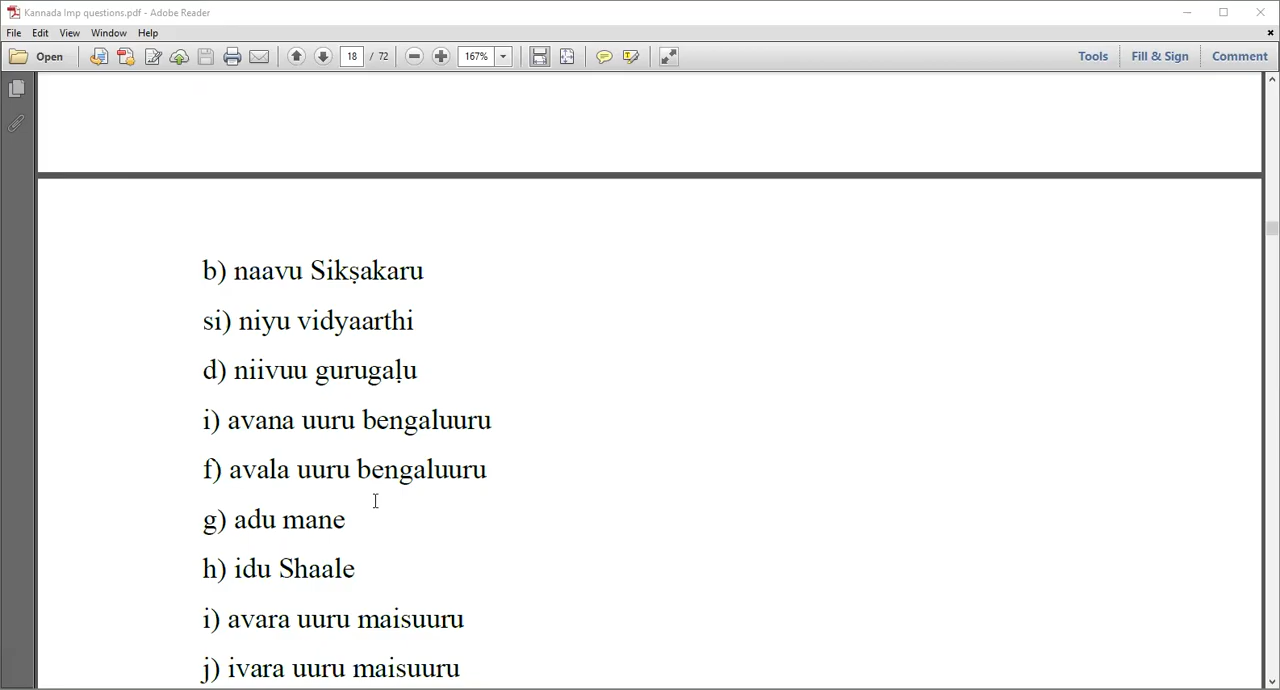 Kannada Imp questions.pdf - Adobe Reader
File Edit View Window Help
Open 18 / 72 167% Tools Fill & Sign Comment
b) naavu Sikṣakaru
si) niyu vidyaarthi
d) niivuu gurugaḷu
i) avana uuru bengaluuru
f) avala uuru bengaluuru
g) adu mane
h) idu Shaale
i) avara uuru maisuuru
j) ivara uuru maisuuru